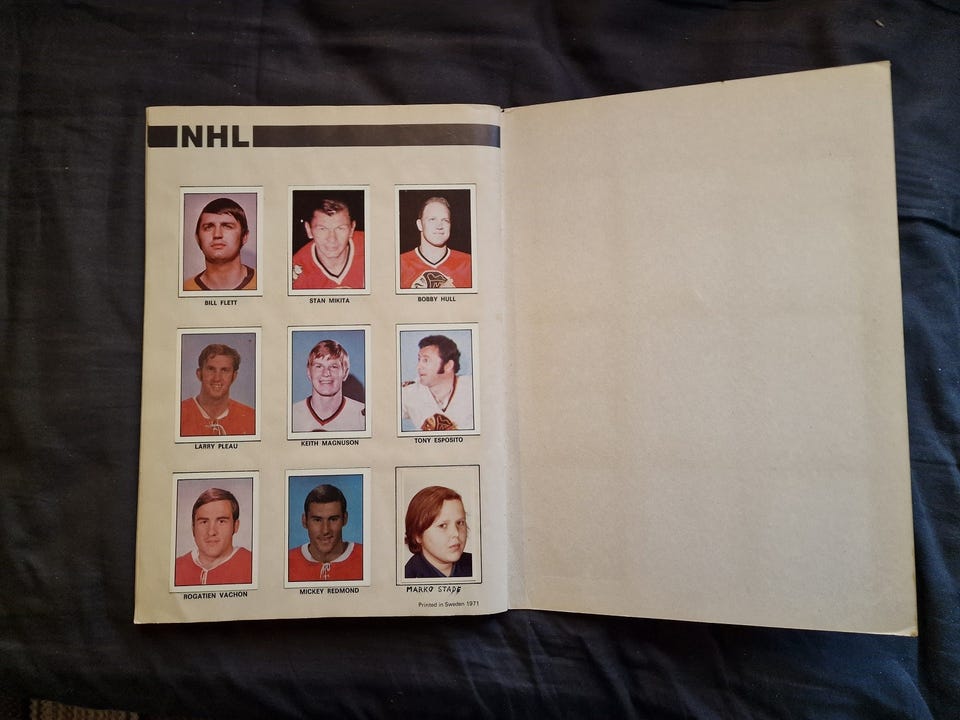 NHL
BILL FLETT
STAN MIKITA
BOBBY HULL
LARRY PLEAU
KEITH MAGNUSON
TONY ESPOSITO
ROGATIEN VACHON
MICKEY REDMOND
MARKO STADE
Printed in Sweden 1971